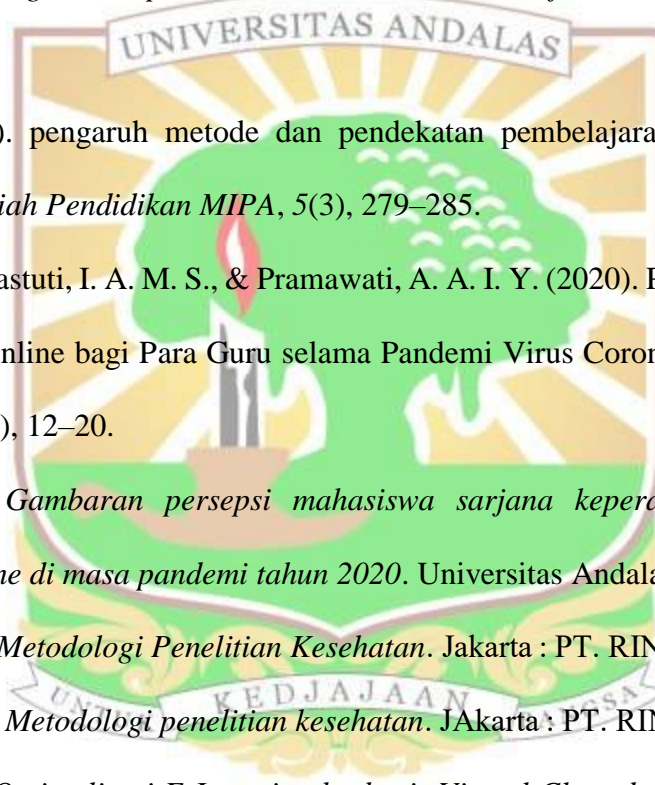 UNIVERSITAS ANDALAS
). pengaruh metode dan pendekatan pembelajara
iah Pendidikan MIPA, 5(3), 279–285.
astuti, I. A. M. S., & Pramawati, A. A. I. Y. (2020).
nline bagi Para Guru selama Pandemi Virus Coron
), 12–20.
Gambaran persepsi mahasiswa sarjana kepera
ne di masa pandemi tahun 2020. Universitas Andala
Metodologi Penelitian Kesehatan. Jakarta : PT. RIN
KEDJAJAAN
Metodologi penelitian kesehatan. JAkarta : PT. RIN